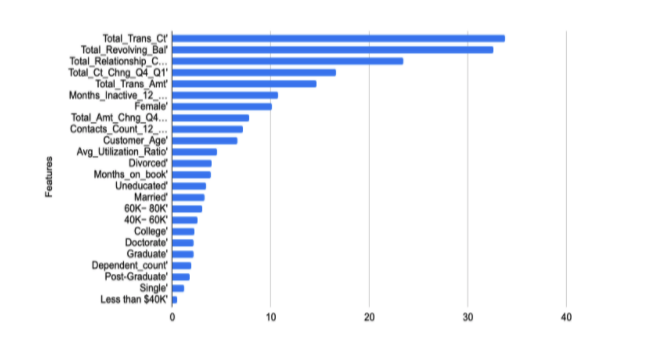 Total_Trans_Ct'
Total_Revolving_Bal'
Total_Relationship_C...
Total_Ct_Chng_Q4_Q1'
Total_Trans_Amt'
Months_Inactive_12_...
Female'
Total_Amt_Chng_Q4...
Contacts_Count_12_...
Customer_Age'
Avg_Utilization_Ratio'
Divorced'
Months_on_book'
Uneducated'
Married'
60K– 80K'
40K– 60K'
College'
Doctorate'
Graduate'
Dependent_count'
Post-Graduate'
Single'
Less than $40K'
Features
0 10 20 30 40